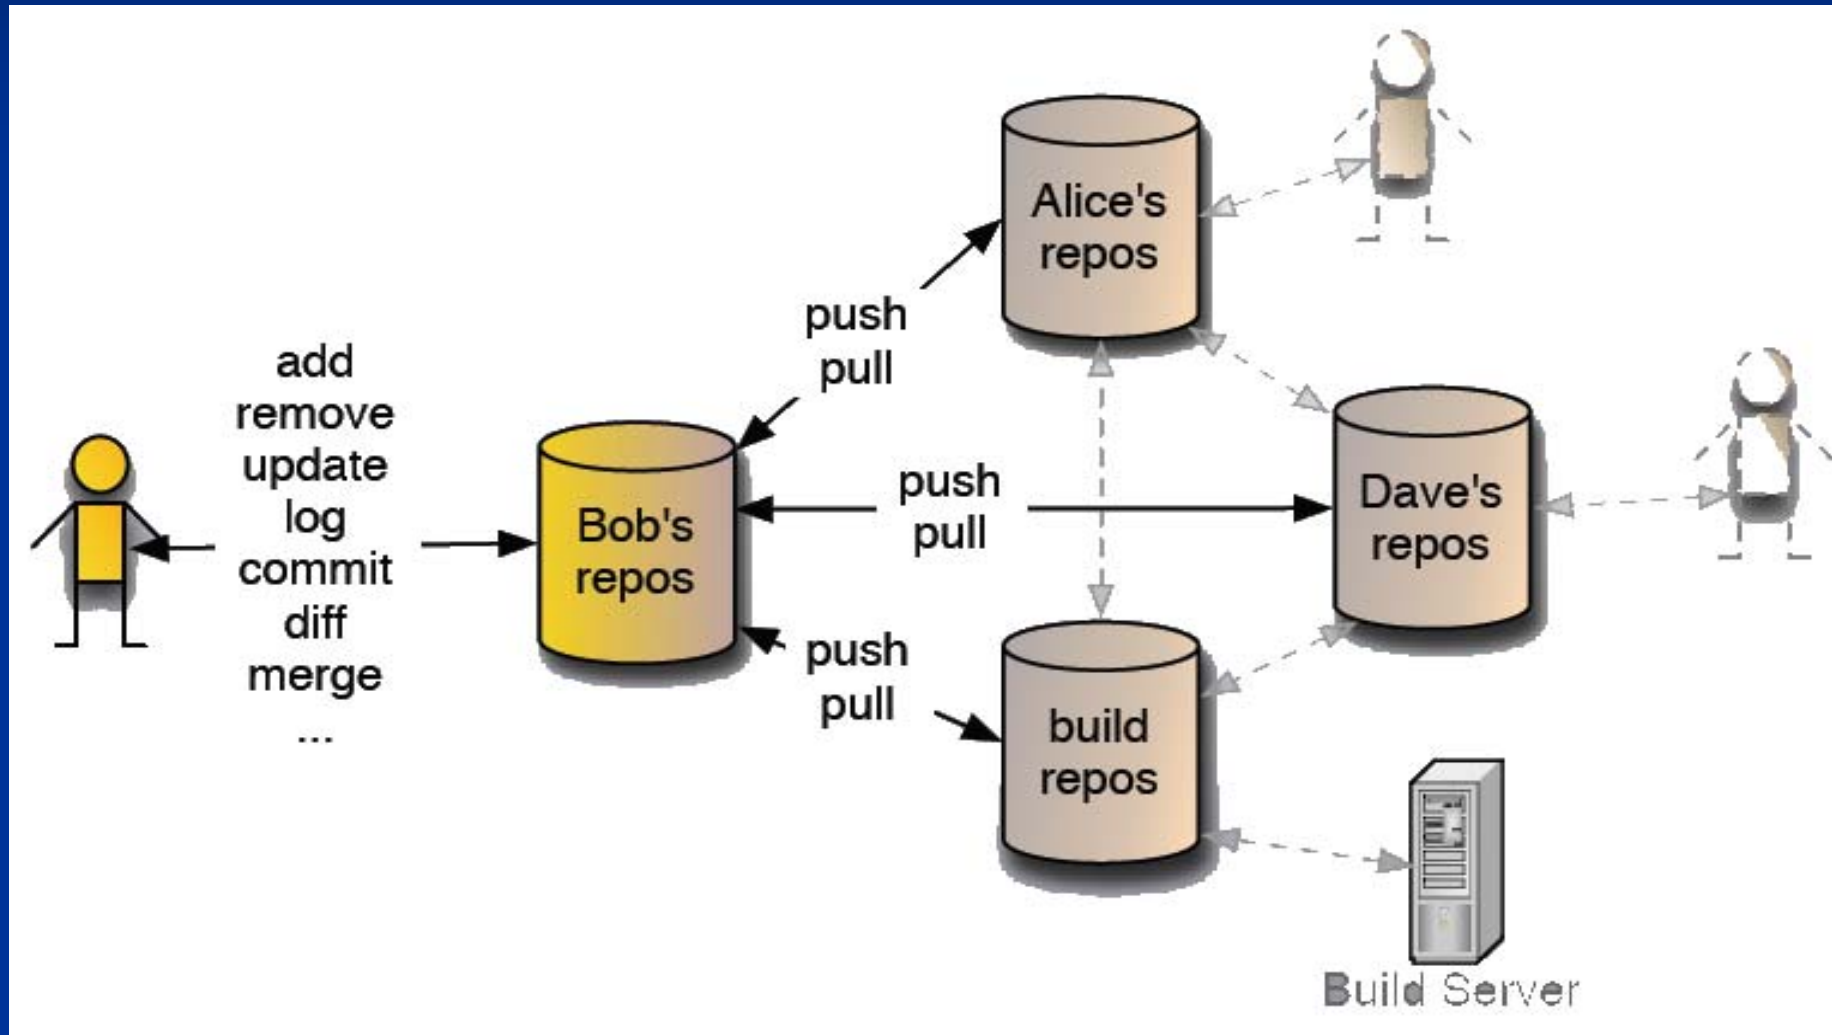 add
remove
update
log
commit
diff
merge
...
Bob's
repos
push
pull
push
pull
push
pull
Alice's
repos
Dave's
repos
build
repos
Build Server